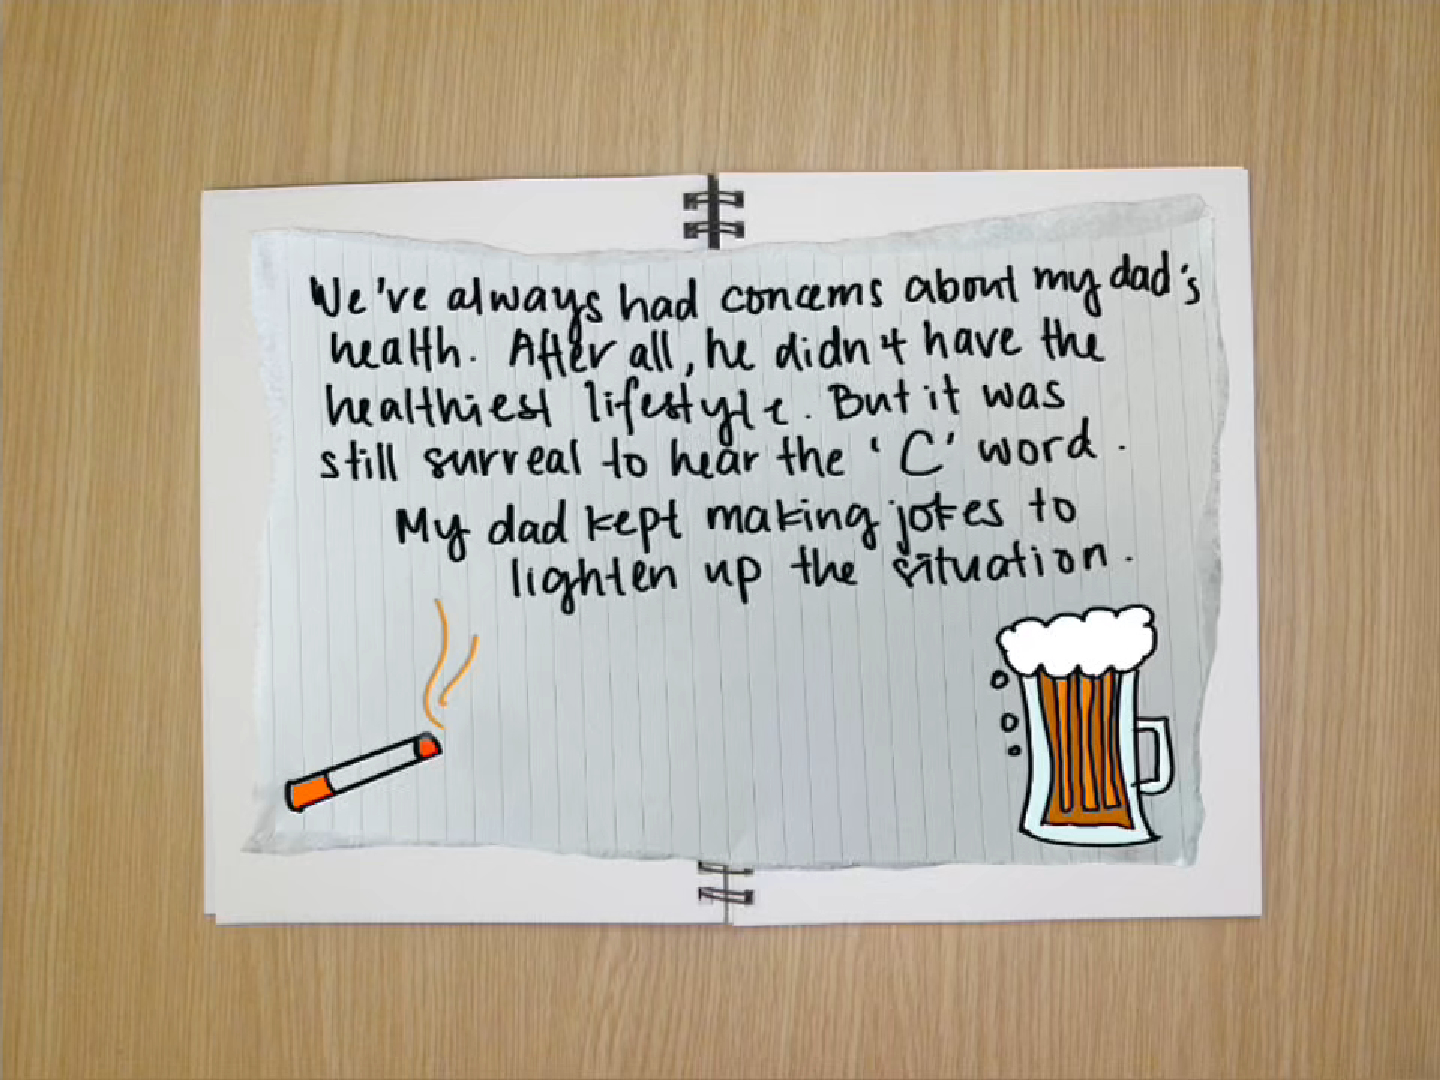 We've always had concerns about my dad's
health. After all, he didn't have the
healthiest lifestyle. But it was
still surreal to hear the 'C' word.
My dad kept making jokes to
lighten up the situation.